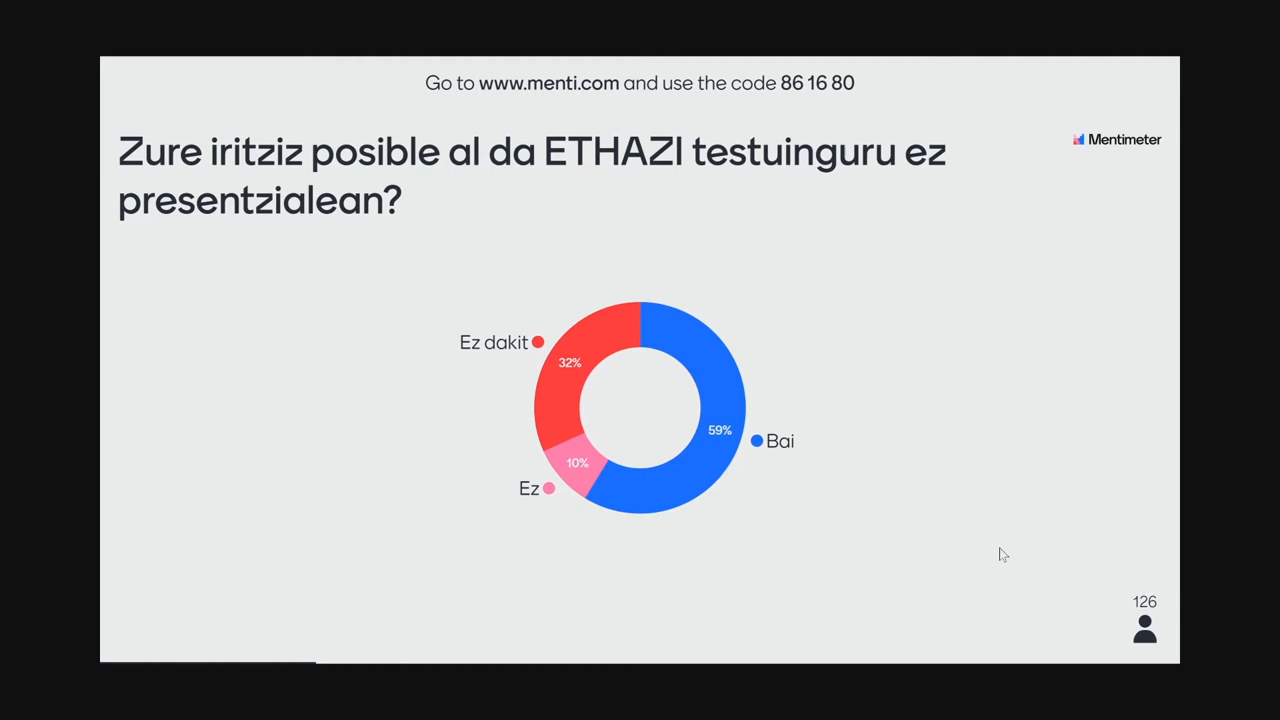 Go to www.menti.com and use the code 86 16 80
Mentimeter
Zure iritziz posible al da ETHAZI testuinguru ez
presentzialean?
Ez dakit
32%
59%
Bai
10%
Ez
126